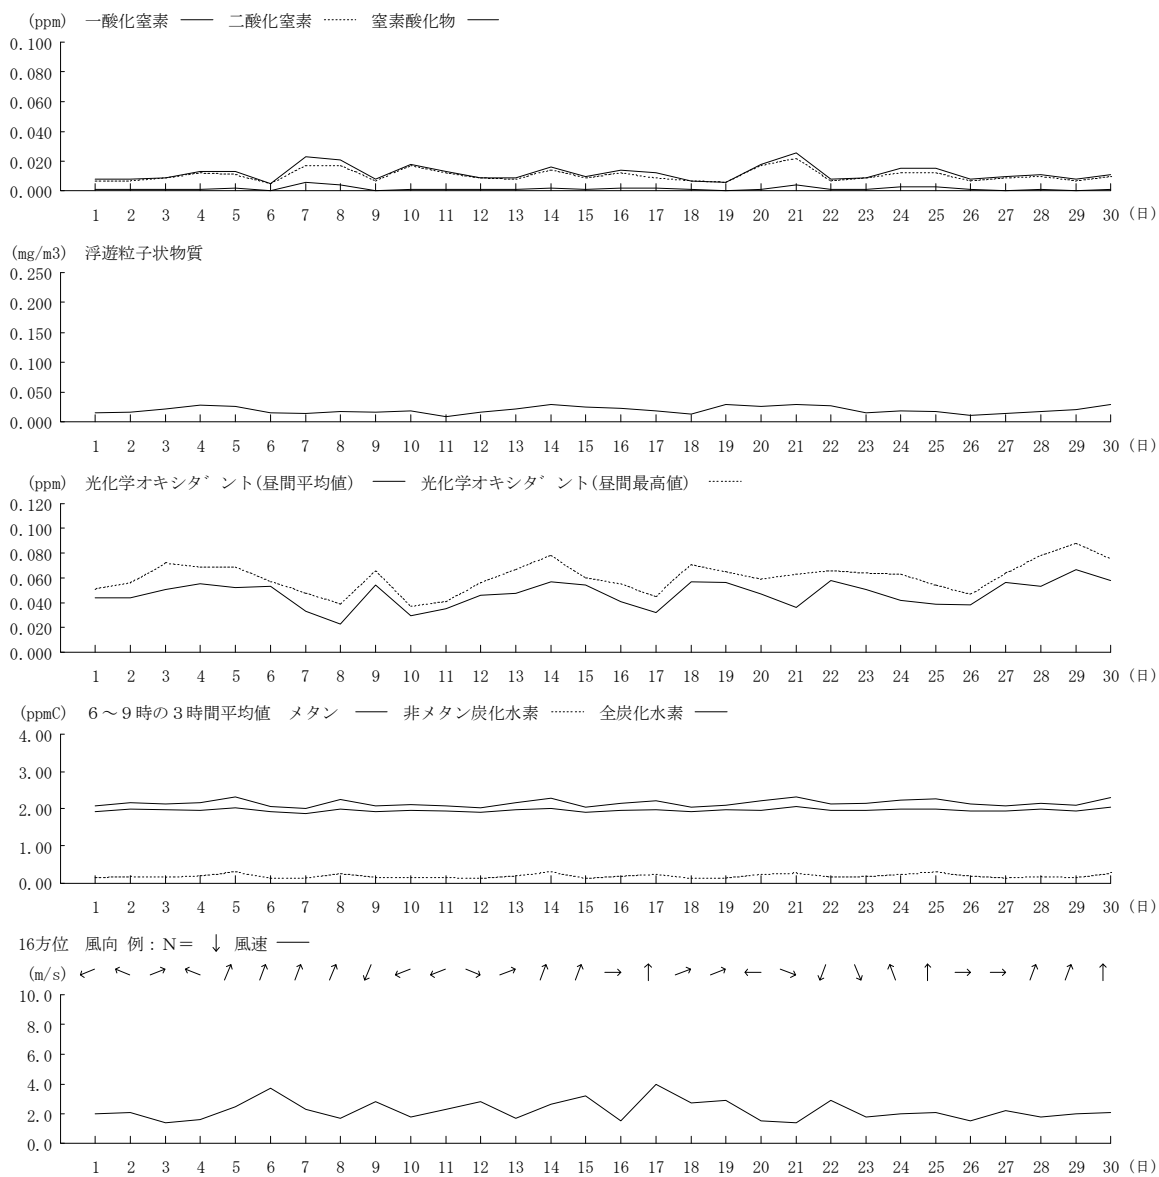 (ppm) 一酸化窒素 二酸化窒素 窒素酸化物
0.100
0.080
0.060
0.040
0.020
0.000
1 2 3 4 5 6 7 8 9 10 11 12 13 14 15 16 17 18 19 20 21 22 23 24 25 26 27 28 29 30 (日)
(mg/m3) 浮遊粒子状物質
0.250
0.200
0.150
0.100
0.050
0.000
1 2 3 4 5 6 7 8 9 10 11 12 13 14 15 16 17 18 19 20 21 22 23 24 25 26 27 28 29 30 (日)
(ppm) 光化学オキシダント(昼間平均値) 光化学オキシダント(昼間最高値)
0.120
0.100
0.080
0.060
0.040
0.020
0.000
1 2 3 4 5 6 7 8 9 10 11 12 13 14 15 16 17 18 19 20 21 22 23 24 25 26 27 28 29 30 (日)
(ppmC) 6～9時の3時間平均値 メタン 非メタン炭化水素 全炭化水素
4.00
3.00
2.00
1.00
0.00
1 2 3 4 5 6 7 8 9 10 11 12 13 14 15 16 17 18 19 20 21 22 23 24 25 26 27 28 29 30 (日)
16方位 風向 例：N＝ ↓ 風速
(m/s)
10.0
8.0
6.0
4.0
2.0
0.0
1 2 3 4 5 6 7 8 9 10 11 12 13 14 15 16 17 18 19 20 21 22 23 24 25 26 27 28 29 30 (日)